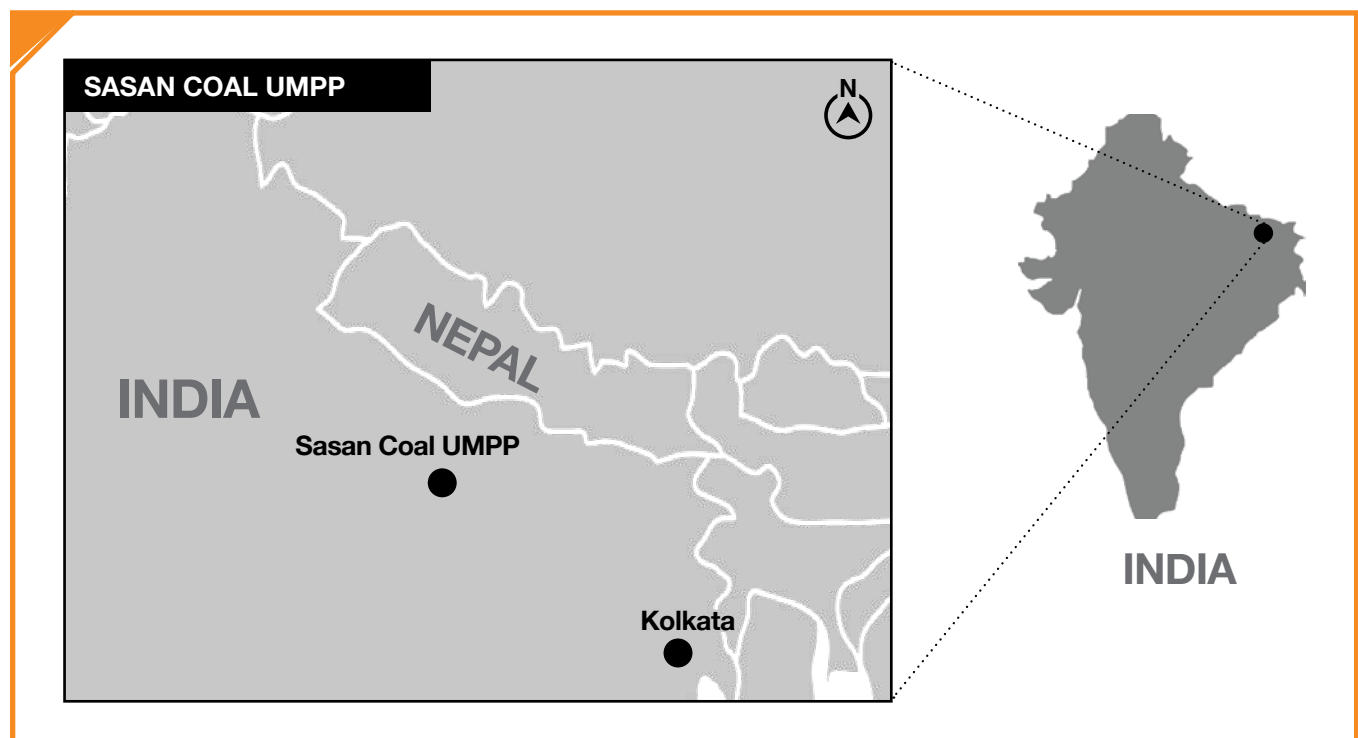 SASAN COAL UMPP
N
NEPAL
INDIA
Sasan Coal UMPP
Kolkata
INDIA